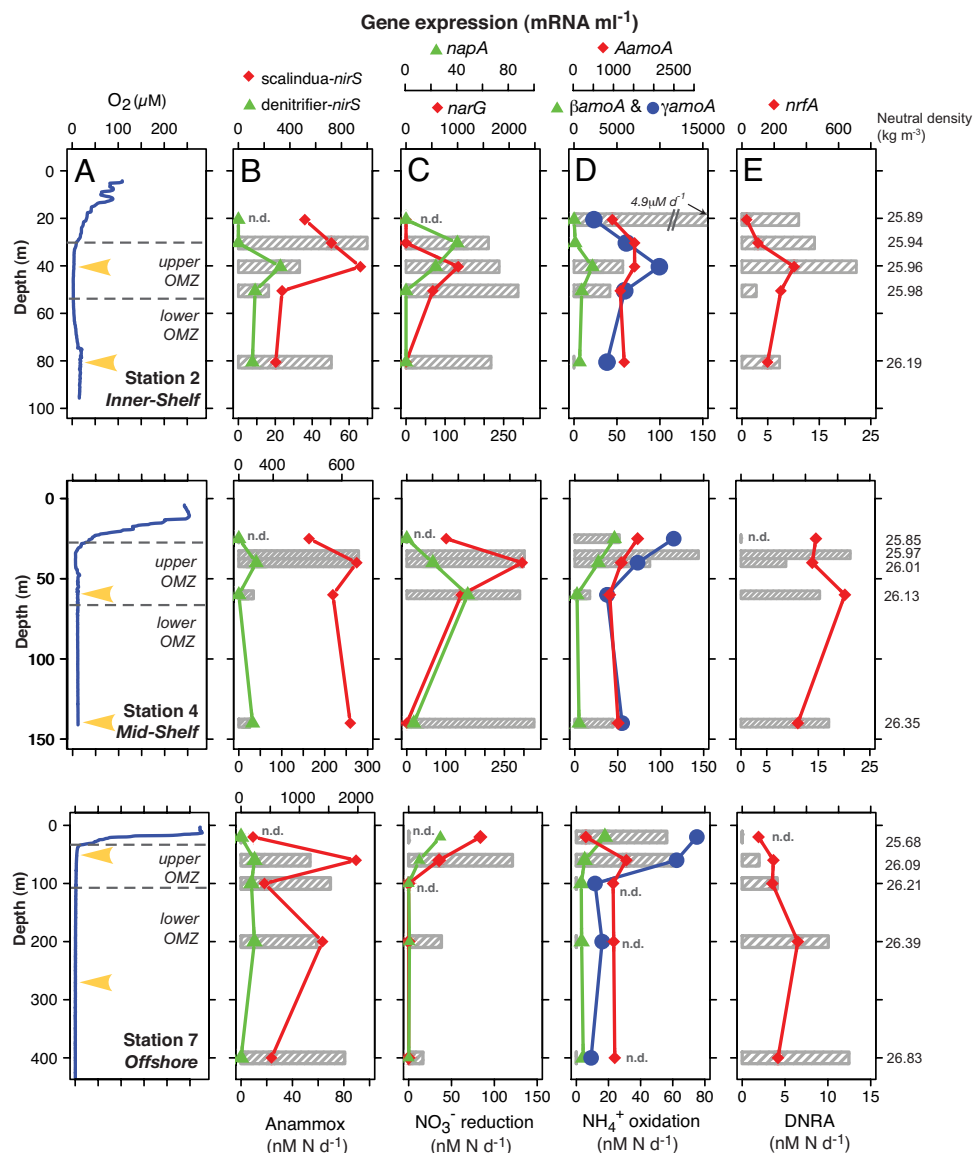 Gene expression (mRNA ml-1)
napA
AamoA
0 40 80
0 1000 2000 3000
scalindua-nirS
denitrifier-nirS
narG
βamoA & γamoA
nrfA
O2 (µM)
Neutral density
(kg m-3)
0 100 200
0 400 800
0 1000 2000
0 5000 10000 15000
0 200 600
A
B
C
D
E
0
20
40
60
80
100
Depth (m)
upper
OMZ
lower
OMZ
Station 2
Inner-Shelf
n.d.
n.d.
4.9µM d-1
25.89
25.94
25.96
25.98
26.19
0 20 40 60
0 100 200 300
0 50 100 150
0 5 15 25
0 400 600
0
50
100
150
Depth (m)
upper
OMZ
lower
OMZ
Station 4
Mid-Shelf
n.d.
n.d.
n.d.
25.85
25.97
26.01
26.13
26.35
0 100 200 300
0 50 100
0 50 100 150
0 5 15 25
0 1000 2000
0
100
200
300
400
Depth (m)
upper
OMZ
lower
OMZ
Station 7
Offshore
n.d.
n.d.
n.d.
n.d.
n.d.
n.d.
25.68
26.09
26.21
26.39
26.83
0 40 80
0 50 100 150
0 20 40 60 80
0 5 10 15
Anammox
(nM N d-1)
NO3- reduction
(nM N d-1)
NH4+ oxidation
(nM N d-1)
DNRA
(nM N d-1)